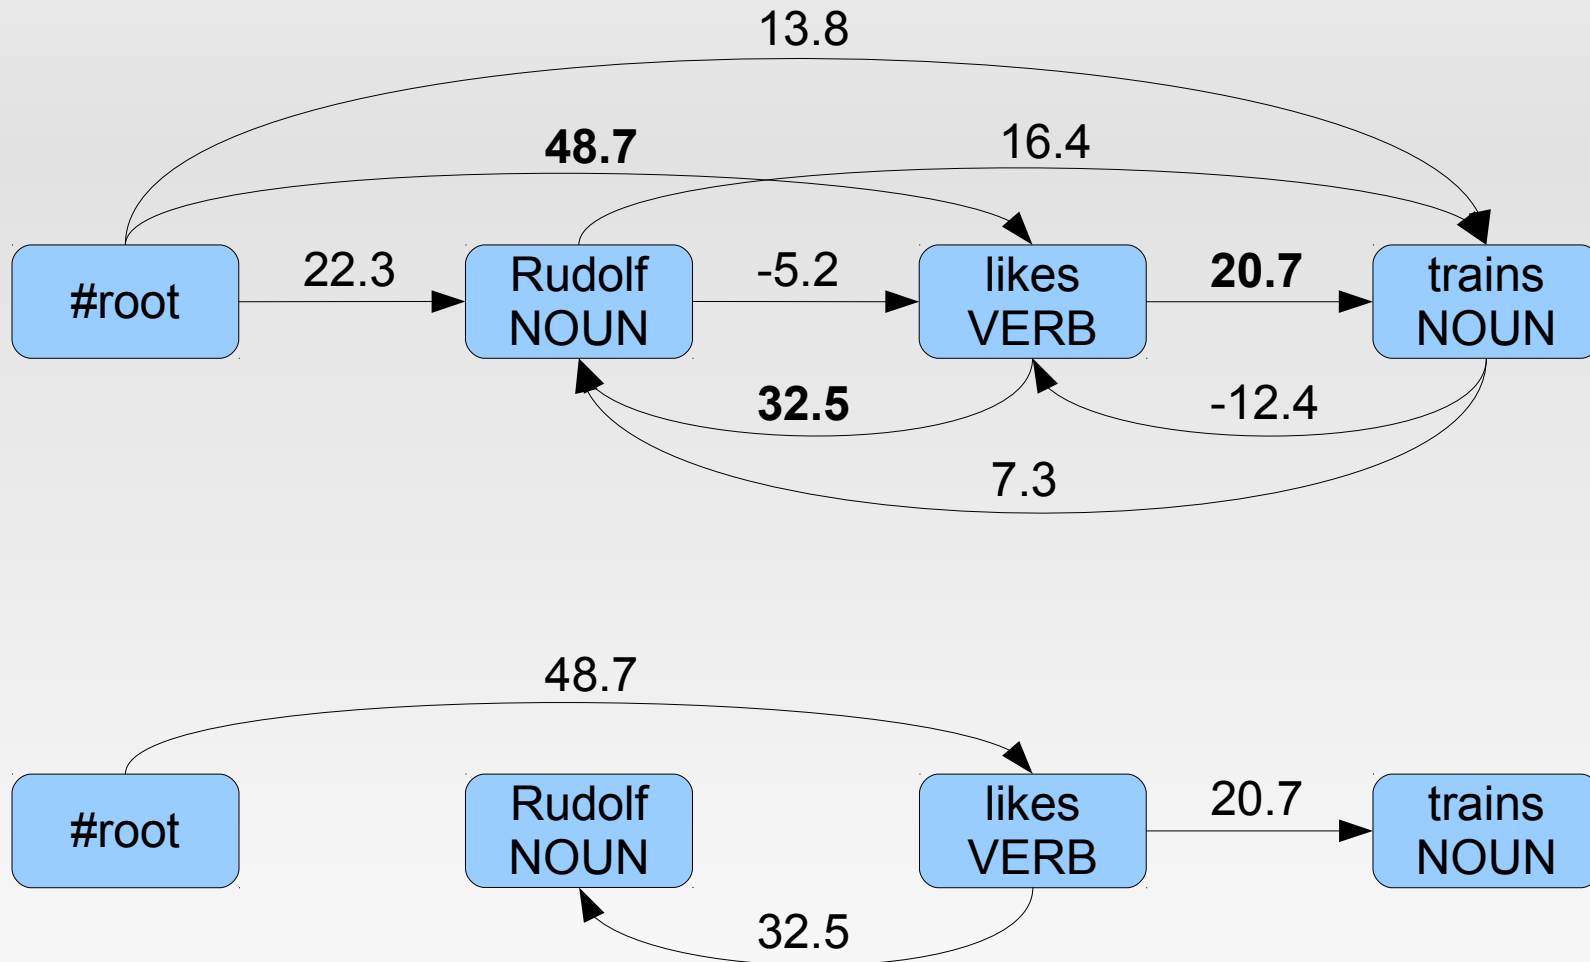 13.8
48.7
16.4
#root
22.3
Rudolf
NOUN
-5.2
likes
VERB
20.7
trains
NOUN
32.5
-12.4
7.3
48.7
#root
Rudolf
NOUN
likes
VERB
20.7
trains
NOUN
32.5